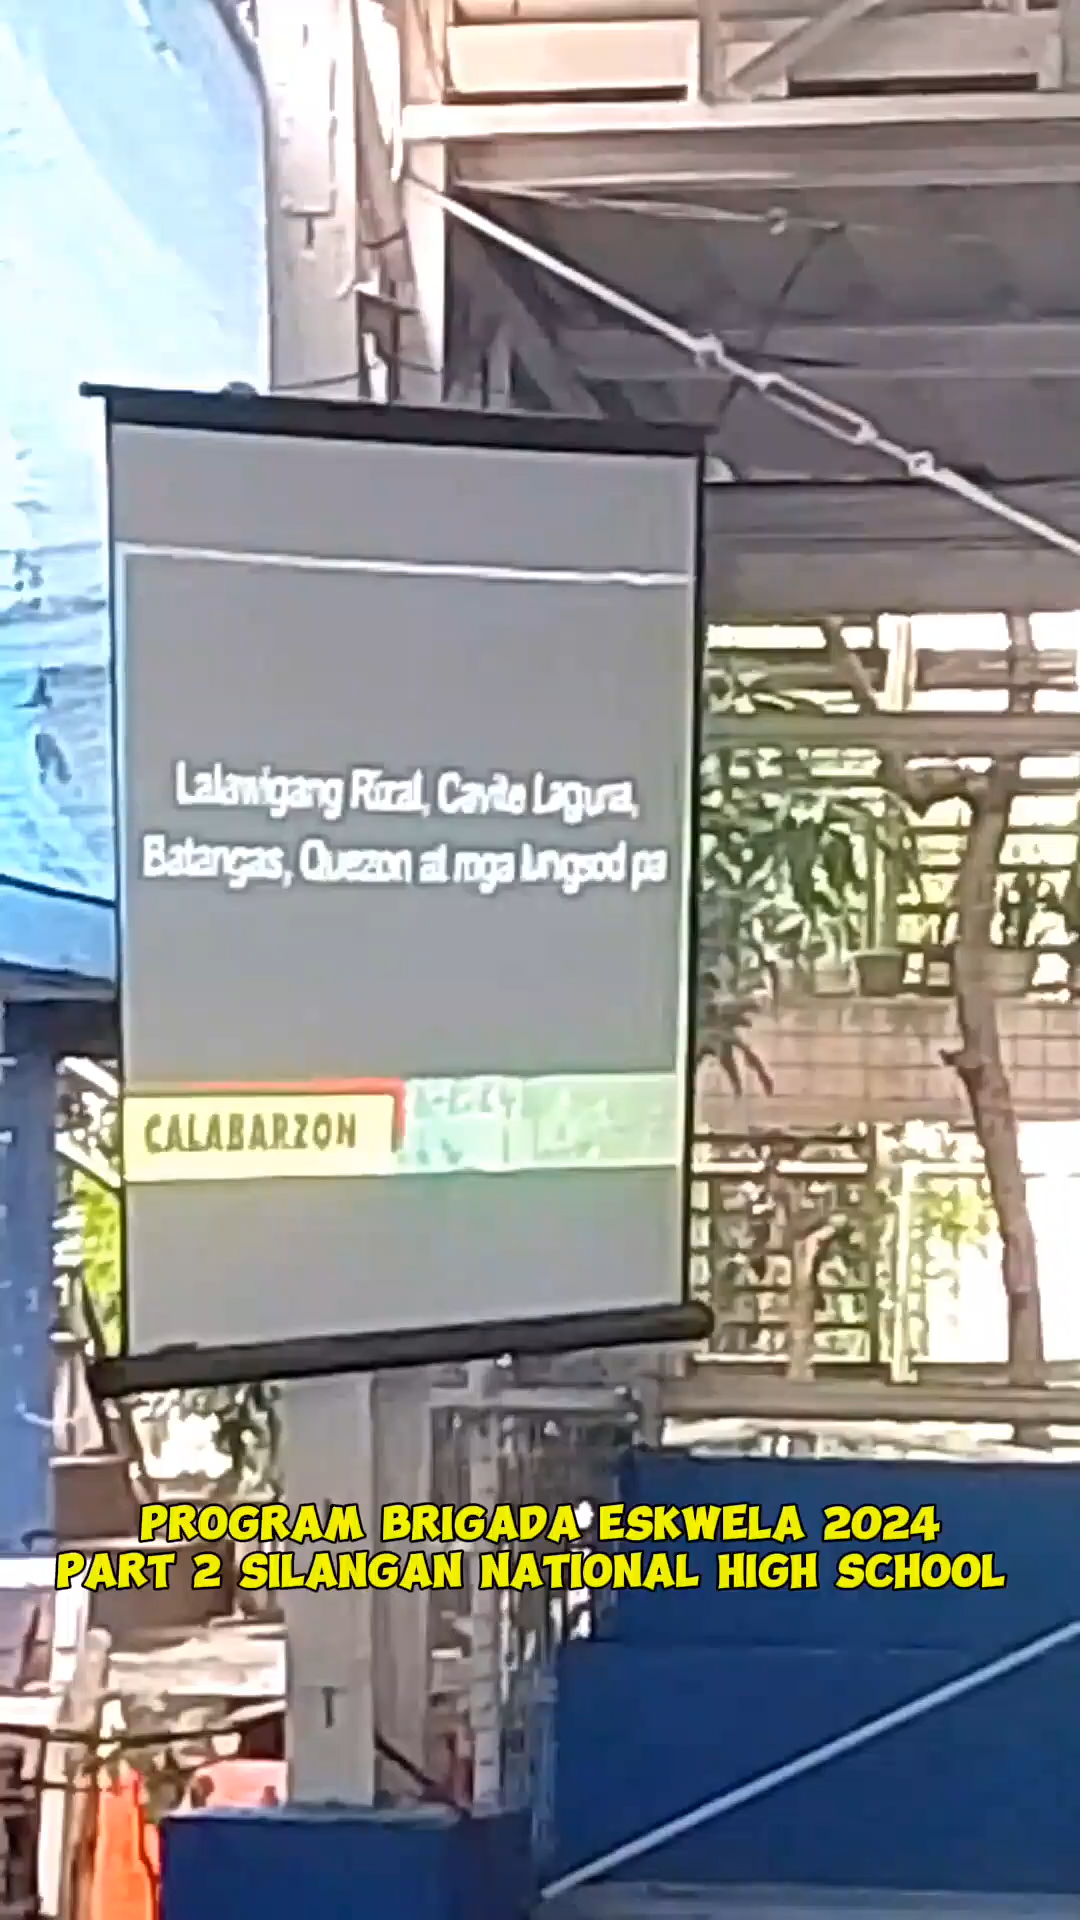 Lalawigang Rizal, Cavite Laguna,
Batangas, Quezon at mga lungsod pa
CALABARZON
PROGRAM BRIGADA ESKWELA 2024
PART 2 SILANGAN NATIONAL HIGH SCHOOL